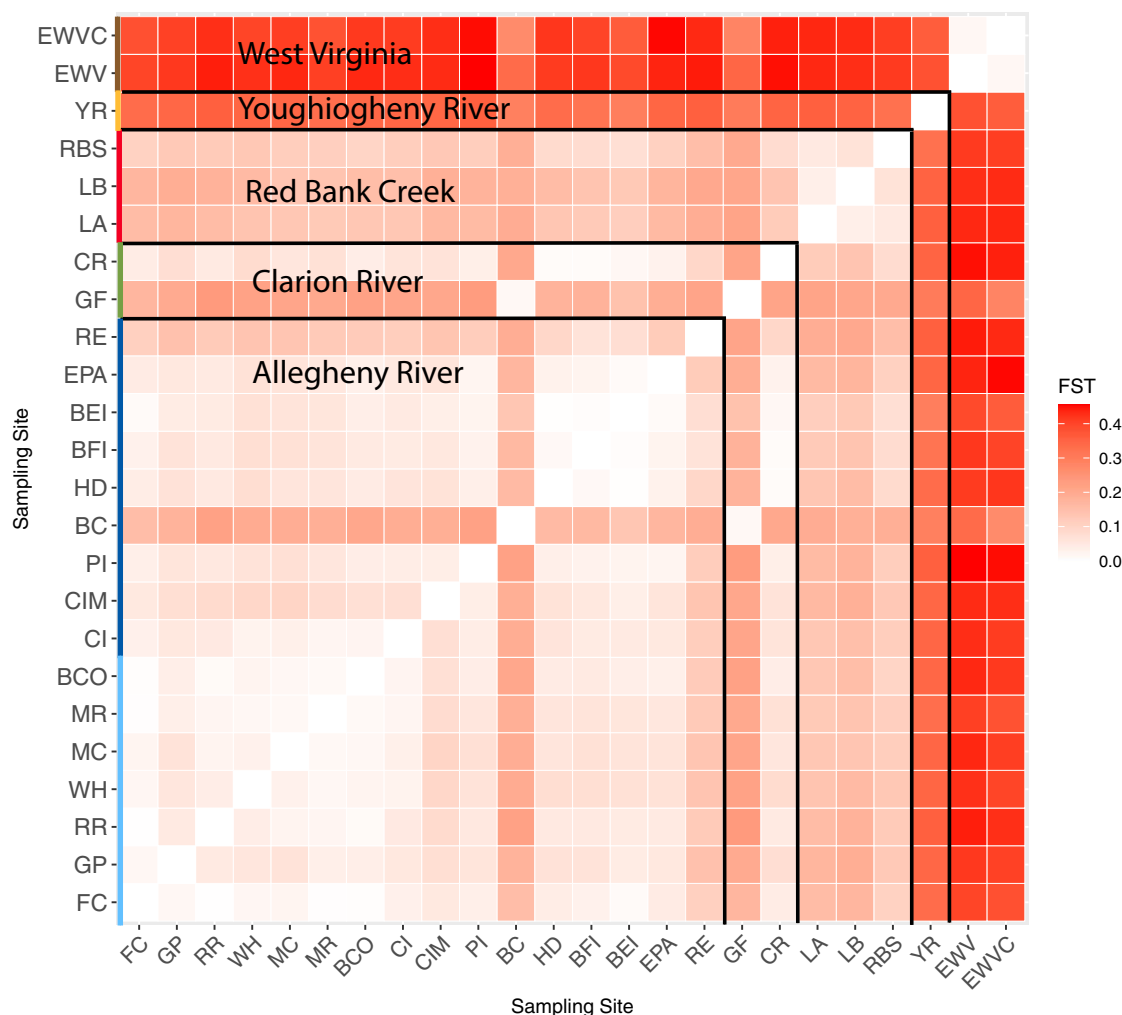 EWVC
West Virginia
EWV
YR
Youghiogheny River
RBS
LB
Red Bank Creek
LA
CR
Clarion River
GF
RE
EPA
Allegheny River
BEI
BFI
HD
BC
PI
CIM
CI
BCO
MR
MC
WH
RR
GP
FC
Sampling Site
FC GP RR WH MC MR BCO CI CIM PI BC HD BFI BEI EPA RE GF CR LA LB RBS YR EWV EWVC
Sampling Site
FST
0.4
0.3
0.2
0.1
0.0